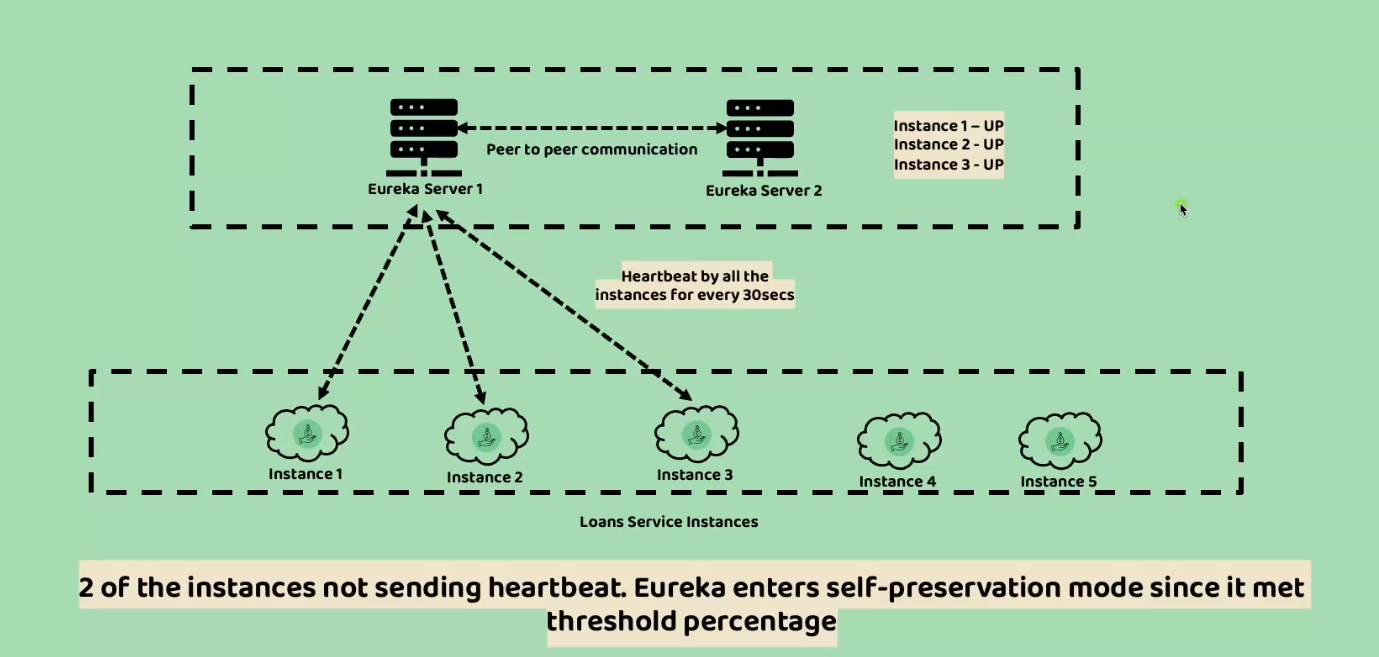 Instance 1 – UP
Instance 2 - UP
Instance 3 - UP
Peer to peer communication
Eureka Server 1
Eureka Server 2
Heartbeat by all the
instances for every 30secs
Instance 1
Instance 2
Instance 3
Instance 4
Instance 5
Loans Service Instances
2 of the instances not sending heartbeat. Eureka enters self-preservation mode since it met
threshold percentage